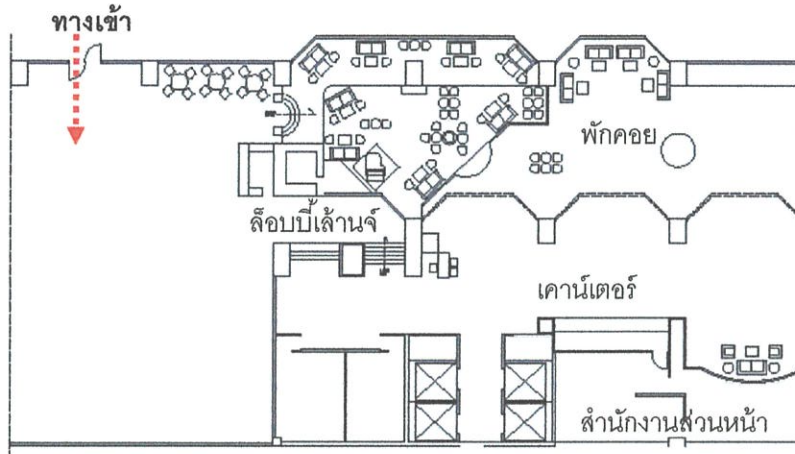 ทางเข้า
พักคอย
ล็อบบี้เล้านจ์
เคาน์เตอร์
สำนักงานส่วนหน้า